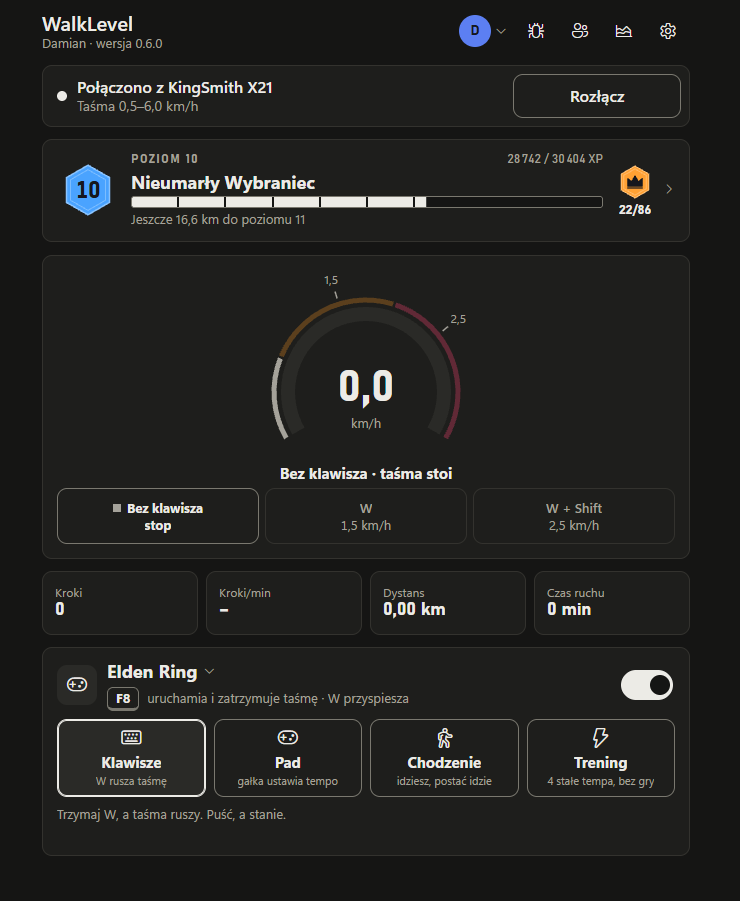 WalkLevel
Damian · wersja 0.6.0
D
Połączono z KingSmith X21
Taśma 0,5–6,0 km/h
Rozłącz
10
POZIOM 10
28 742 / 30 404 XP
Nieumarły Wybraniec
Jeszcze 16,6 km do poziomu 11
22/86
1,5
2,5
0,0
km/h
Bez klawisza · taśma stoi
Bez klawisza
stop
W
1,5 km/h
W + Shift
2,5 km/h
Kroki
0
Kroki/min
–
Dystans
0,00 km
Czas ruchu
0 min
Elden Ring
F8 uruchamia i zatrzymuje taśmę · W przyspiesza
Klawisze
W rusza taśmę
Pad
gałka ustawia tempo
Chodzenie
idziesz, postać idzie
Trening
4 stałe tempa, bez gry
Trzymaj W, a taśma ruszy. Puść, a stanie.